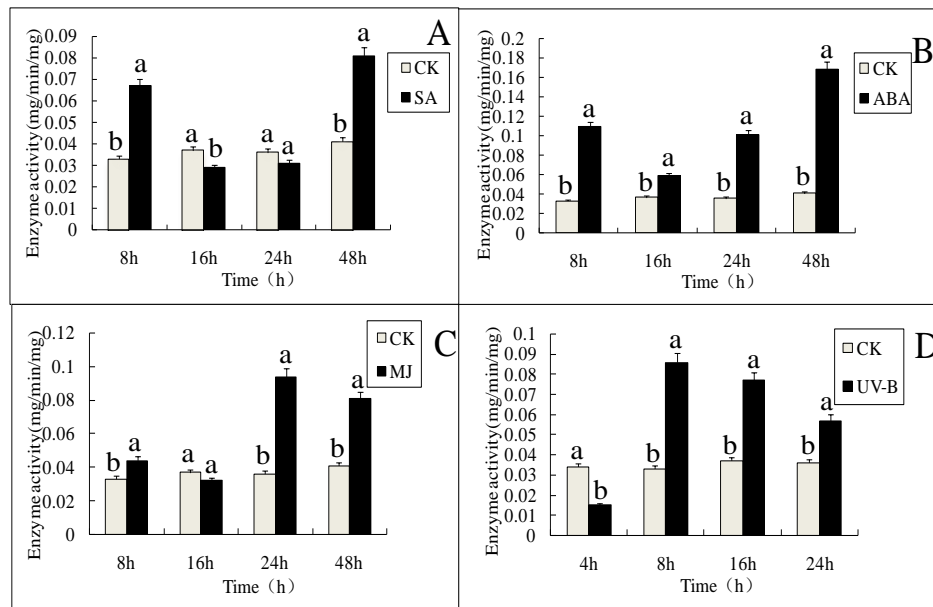 A
Enzyme activity(mg/min/mg)
0.09
0.08
0.07
0.06
0.05
0.04
0.03
0.02
0.01
0
b a a b a a b a
CK
SA
8h 16h 24h 48h
Time（h）
B
Enzyme activity(mg/min/mg)
0.2
0.18
0.16
0.14
0.12
0.1
0.08
0.06
0.04
0.02
0
b a b a b a b a
CK
ABA
8h 16h 24h 48h
Time（h）
C
Enzyme activity(mg/min/mg)
0.12
0.1
0.08
0.06
0.04
0.02
0
b a a a b a b a
CK
MJ
8h 16h 24h 48h
Time（h）
D
Enzyme activity(mg/min/mg)
0.1
0.09
0.08
0.07
0.06
0.05
0.04
0.03
0.02
0.01
0
a b b a b a b a
CK
UV-B
4h 8h 16h 24h
Time（h）